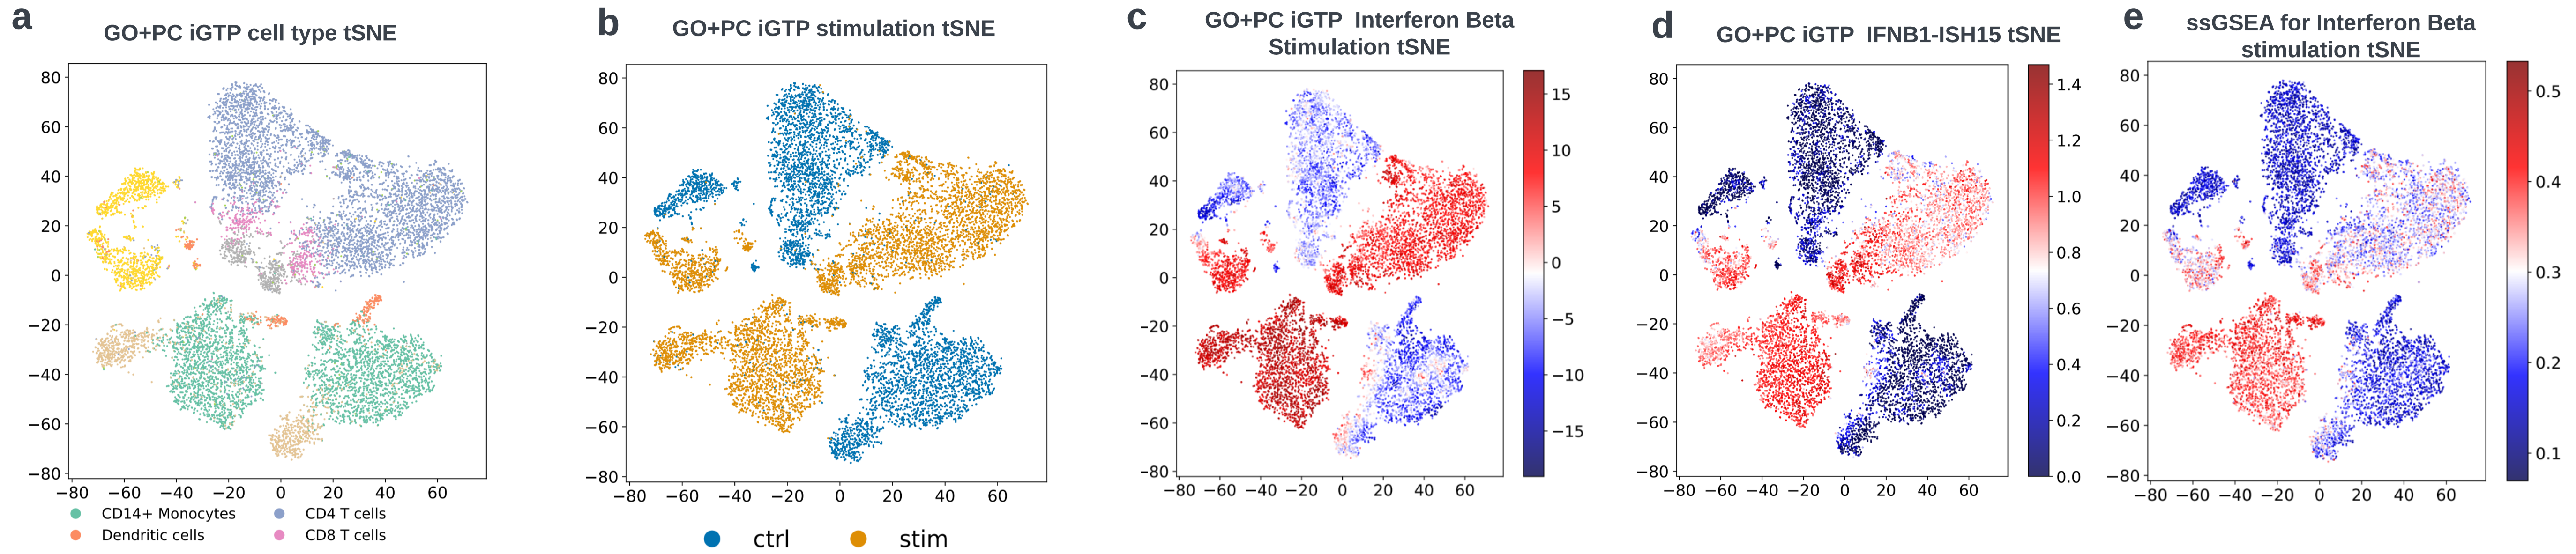 a
GO+PC iGTP cell type tSNE
80
60
40
20
0
−20
−40
−60
−80
−80 −60 −40 −20 0 20 40 60
CD14+ Monocytes
CD4 T cells
Dendritic cells
CD8 T cells
b
GO+PC iGTP stimulation tSNE
80
60
40
20
0
−20
−40
−60
−80
−80 −60 −40 −20 0 20 40 60
ctrl
stim
c
GO+PC iGTP Interferon Beta
Stimulation tSNE
80
60
40
20
0
−20
−40
−60
−80
−80 −60 −40 −20 0 20 40 60
15
10
5
0
−5
−10
−15
d
GO+PC iGTP IFNB1-ISH15 tSNE
80
60
40
20
0
−20
−40
−60
−80
−80 −60 −40 −20 0 20 40 60
1.4
1.2
1.0
0.8
0.6
0.4
0.2
0.0
e
ssGSEA for Interferon Beta
stimulation tSNE
80
60
40
20
0
−20
−40
−60
−80
−80 −60 −40 −20 0 20 40 60
0.5
0.4
0.3
0.2
0.1